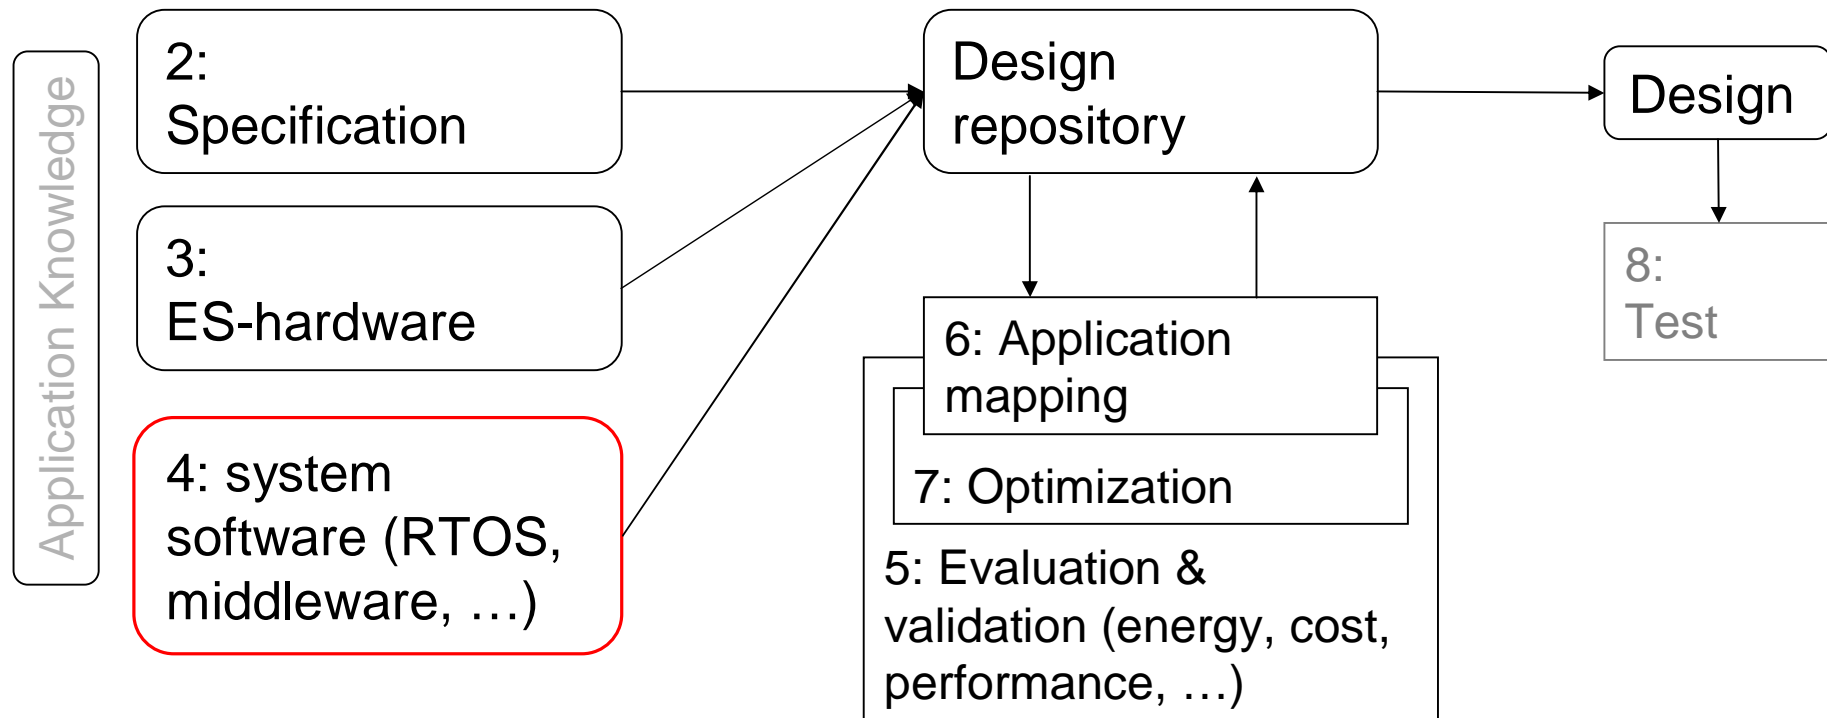 Application Knowledge
2:
Specification
3:
ES-hardware
4: system
software (RTOS,
middleware, …)
Design
repository
6: Application
mapping
7: Optimization
5: Evaluation &
validation (energy, cost,
performance, …)
Design
8:
Test